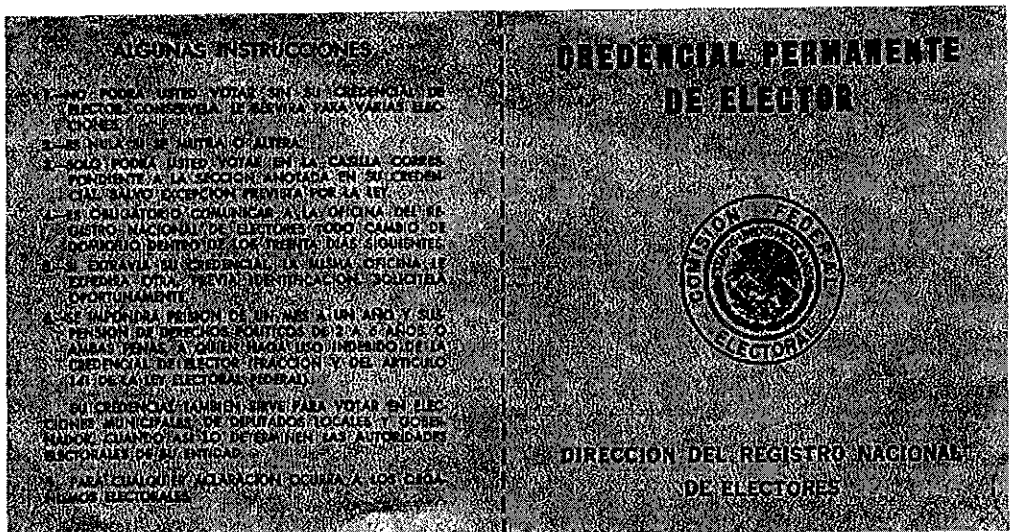 ALGUNAS INSTRUCCIONES
1.—NO PODRA USTED VOTAR SIN SU CREDENCIAL DE
ELECTOR. CONSERVELA. LE SERVIRA PARA VARIAS ELEC-
CIONES.
2.—ES NULA SI SE MUTILA O ALTERA.
3.—SOLO PODRA USTED VOTAR EN LA CASILLA CORRES-
PONDIENTE A LA SECCION ANOTADA EN SU CREDEN-
CIAL, SALVO EXCEPCION PREVISTA POR LA LEY.
4.—ES OBLIGATORIO COMUNICAR A LA OFICINA DEL RE-
GISTRO NACIONAL DE ELECTORES TODO CAMBIO DE
DOMICILIO DENTRO DE LOS TREINTA DIAS SIGUIENTES.
5.—SI EXTRAVIA SU CREDENCIAL, LA MISMA OFICINA LE
EXPEDIRA OTRA, PREVIA IDENTIFICACION. SOLICITELA
OPORTUNAMENTE.
6.—SE IMPONDRA PRISION DE UN MES A UN AÑO Y SUS-
PENSION DE DERECHOS POLITICOS DE 2 A 6 AÑOS O
AMBAS PENAS, A QUIEN HAGA USO INDEBIDO DE LA
CREDENCIAL DE ELECTOR (FRACCION V DEL ARTICULO
141 DE LA LEY ELECTORAL FEDERAL).
SU CREDENCIAL TAMBIEN SIRVE PARA VOTAR EN ELEC-
CIONES MUNICIPALES, DE DIPUTADOS LOCALES Y GOBER-
NADOR, CUANDO ASI LO DETERMINEN LAS AUTORIDADES
ELECTORALES DE SU ENTIDAD.
PARA CUALQUIER ACLARACION OCURRA A LOS ORGA-
NISMOS ELECTORALES.
CREDENCIAL PERMANENTE
DE ELECTOR
COMISION FEDERAL
ELECTORAL
DIRECCION DEL REGISTRO NACIONAL
DE ELECTORES